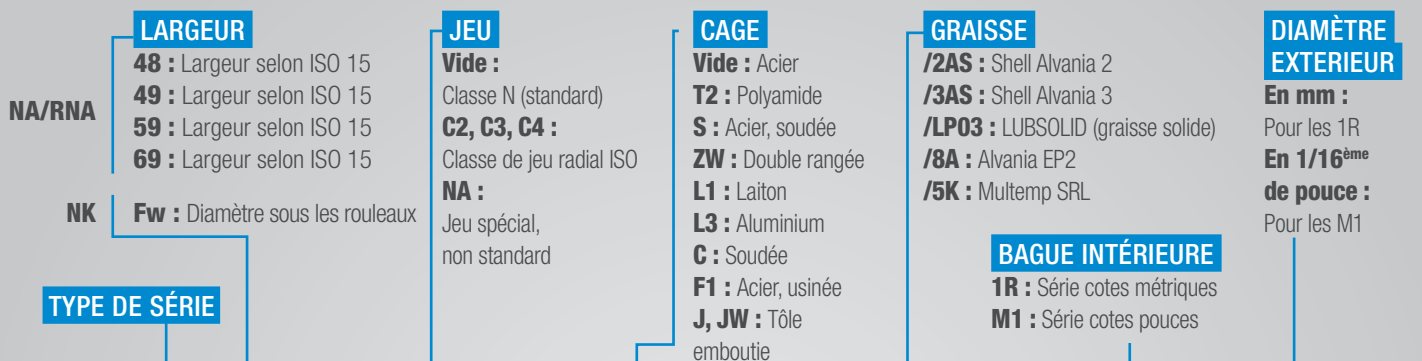 NA/RNA
LARGEUR
48 : Largeur selon ISO 15
49 : Largeur selon ISO 15
59 : Largeur selon ISO 15
69 : Largeur selon ISO 15
NK
Fw : Diamètre sous les rouleaux
TYPE DE SÉRIE
JEU
Vide :
Classe N (standard)
C2, C3, C4 :
Classe de jeu radial ISO
NA :
Jeu spécial,
non standard
CAGE
Vide : Acier
T2 : Polyamide
S : Acier, soudée
ZW : Double rangée
L1 : Laiton
L3 : Aluminium
C : Soudée
F1 : Acier, usinée
J, JW : Tôle
emboutie
GRAISSE
/2AS : Shell Alvania 2
/3AS : Shell Alvania 3
/LP03 : LUBSOLID (graisse solide)
/8A : Alvania EP2
/5K : Multemp SRL
BAGUE INTÉRIEURE
1R : Série cotes métriques
M1 : Série cotes pouces
DIAMÈTRE
EXTERIEUR
En mm :
Pour les 1R
En 1/16ème
de pouce :
Pour les M1